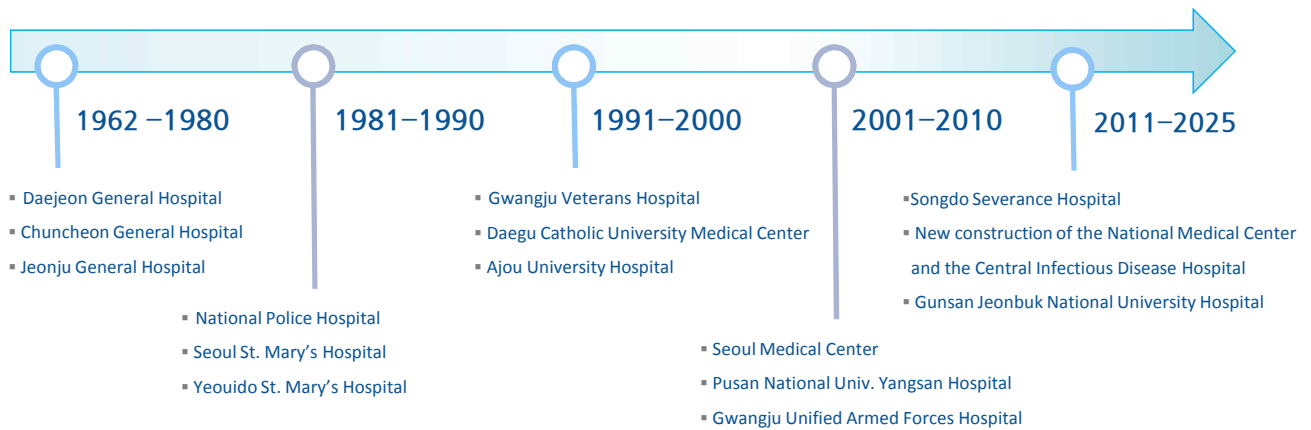 1962 –1980
1981–1990
1991–2000
2001–2010
2011–2025
▪ Daejeon General Hospital
▪ Chuncheon General Hospital
▪ Jeonju General Hospital
▪ National Police Hospital
▪ Seoul St. Mary’s Hospital
▪ Yeouido St. Mary’s Hospital
▪ Gwangju Veterans Hospital
▪ Daegu Catholic University Medical Center
▪ Ajou University Hospital
▪ Seoul Medical Center
▪ Pusan National Univ. Yangsan Hospital
▪ Gwangju Unified Armed Forces Hospital
▪Songdo Severance Hospital
▪ New construction of the National Medical Center
and the Central Infectious Disease Hospital
▪ Gunsan Jeonbuk National University Hospital